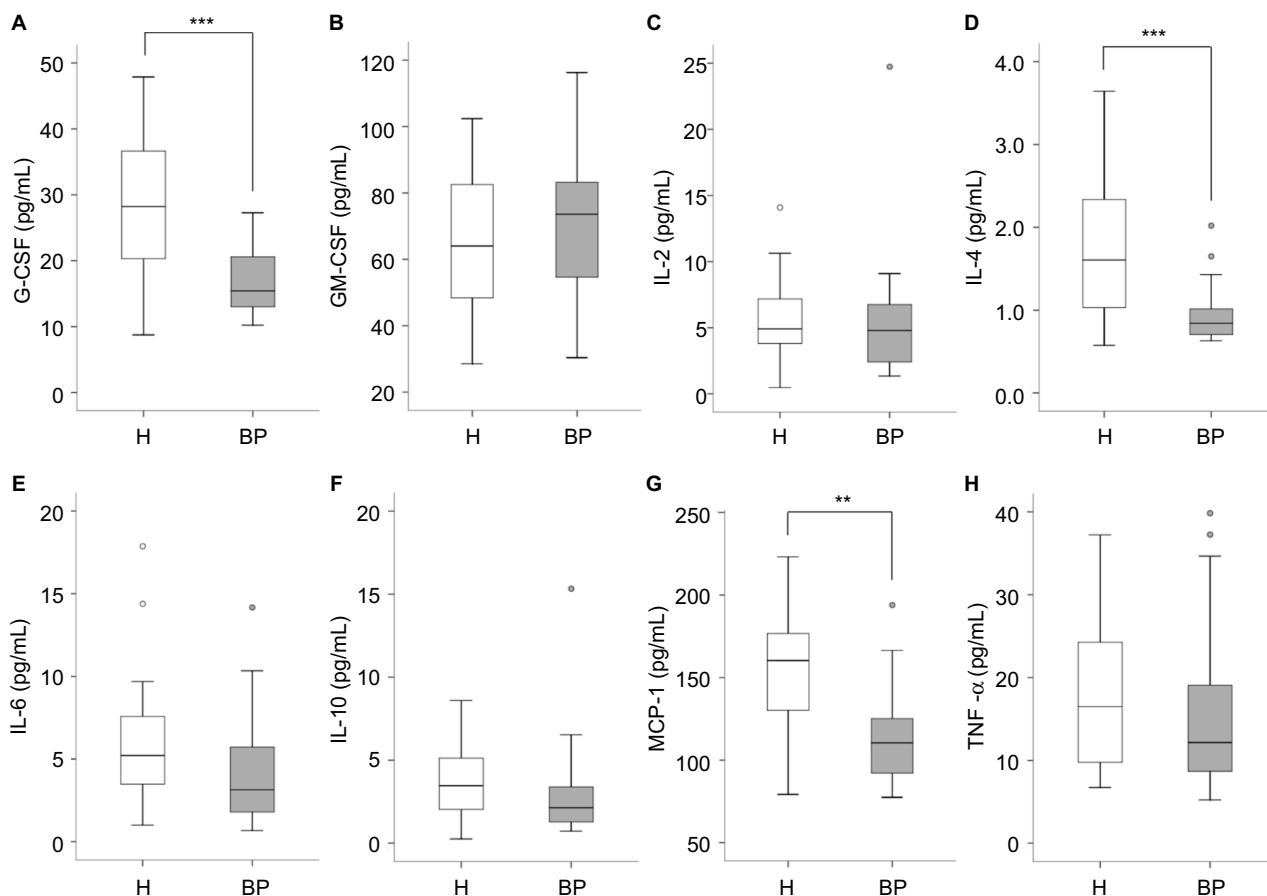 A
***
G-CSF (pg/mL)
50
40
30
20
10
0
H BP
B
GM-CSF (pg/mL)
120
100
80
60
40
20
H BP
C
IL-2 (pg/mL)
25
20
15
10
5
0
H BP
D
***
IL-4 (pg/mL)
4.0
3.0
2.0
1.0
0.0
H BP
E
IL-6 (pg/mL)
20
15
10
5
0
H BP
F
IL-10 (pg/mL)
20
15
10
5
0
H BP
G
**
MCP-1 (pg/mL)
250
200
150
100
50
H BP
H
TNF -α (pg/mL)
40
30
20
10
0
H BP